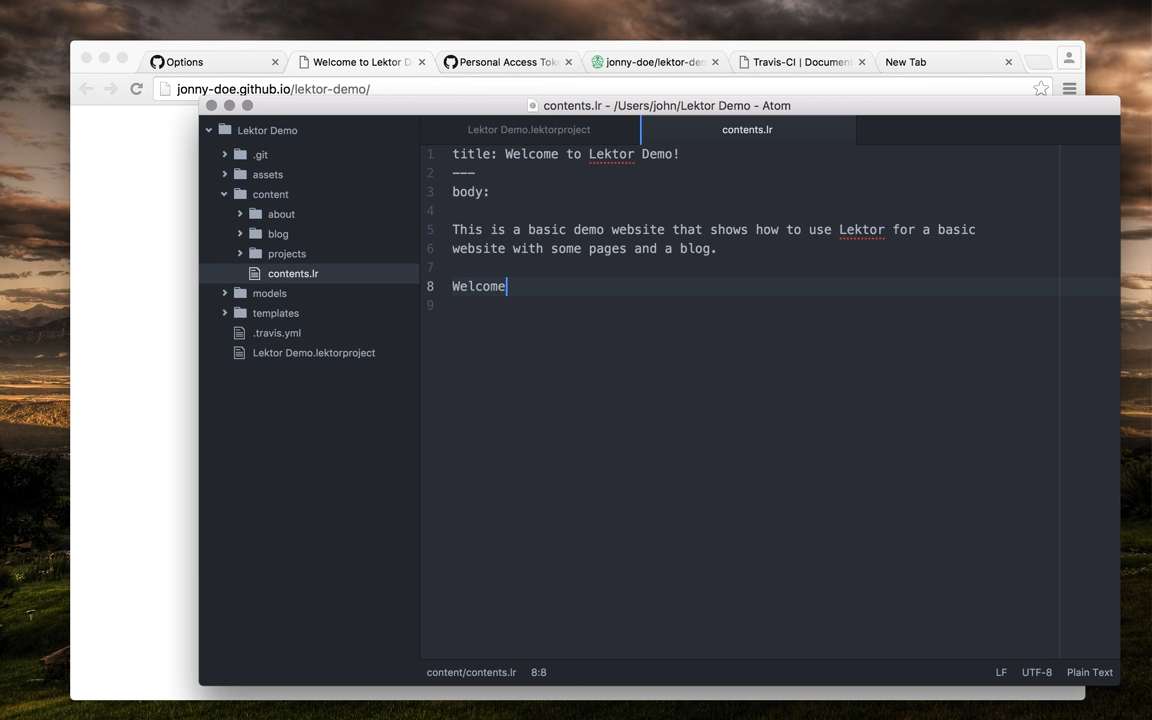 Options
Welcome to Lektor D
Personal Access Tok
jonny-doe/lektor-dem
Travis-CI | Document
New Tab
jonny-doe.github.io/lektor-demo/
contents.lr - /Users/john/Lektor Demo - Atom
Lektor Demo
.git
assets
content
about
blog
projects
contents.lr
models
templates
.travis.yml
Lektor Demo.lektorproject
Lektor Demo.lektorproject
contents.lr
1 title: Welcome to Lektor Demo!
2 ---
3 body:
4
5 This is a basic demo website that shows how to use Lektor for a basic
6 website with some pages and a blog.
7
8 Welcome
9
content/contents.lr 8:8
LF UTF-8 Plain Text